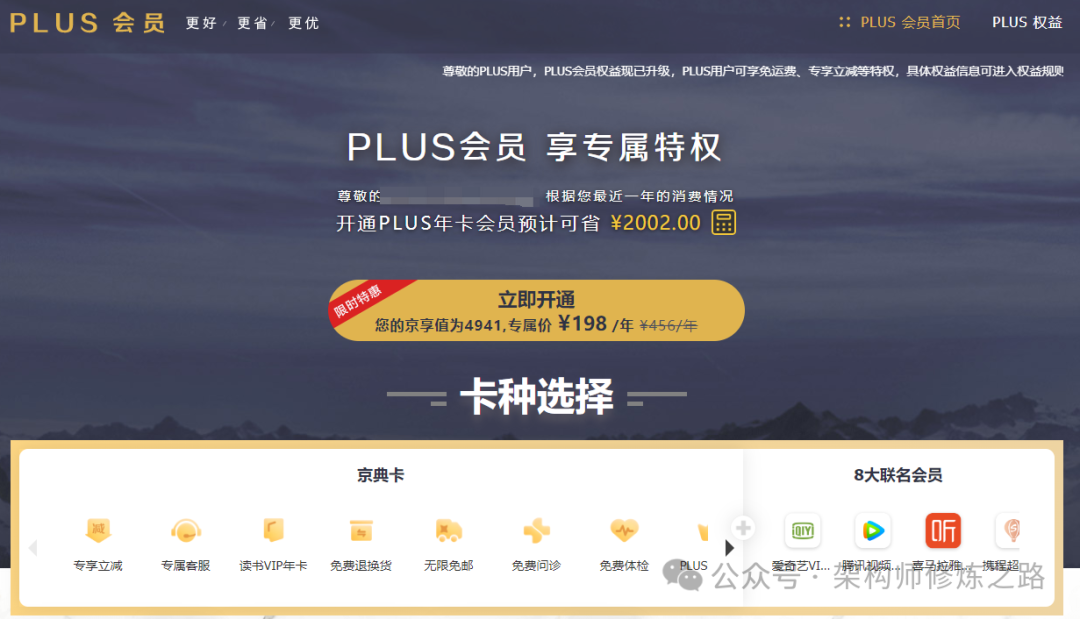 PLUS 会员 更好 / 更省 / 更优
PLUS 会员首页 PLUS 权益
尊敬的PLUS用户，PLUS会员权益现已升级，PLUS用户可享免运费、专享立减等特权，具体权益信息可进入权益规则
PLUS会员 享专属特权
尊敬的 根据您最近一年的消费情况
开通PLUS年卡会员预计可省 ¥2002.00
限时特惠
立即开通
您的京享值为4941,专属价 ¥198 /年 ¥456/年
卡种选择
京典卡
8大联名会员
减
专享立减 专属客服 读书VIP年卡 免费退换货 无限免邮 免费问诊 免费体检 PLUS
QIY
听
爱奇艺VI... 腾讯视频... 喜马拉雅... 携程超
公众号 · 架构师修炼之路